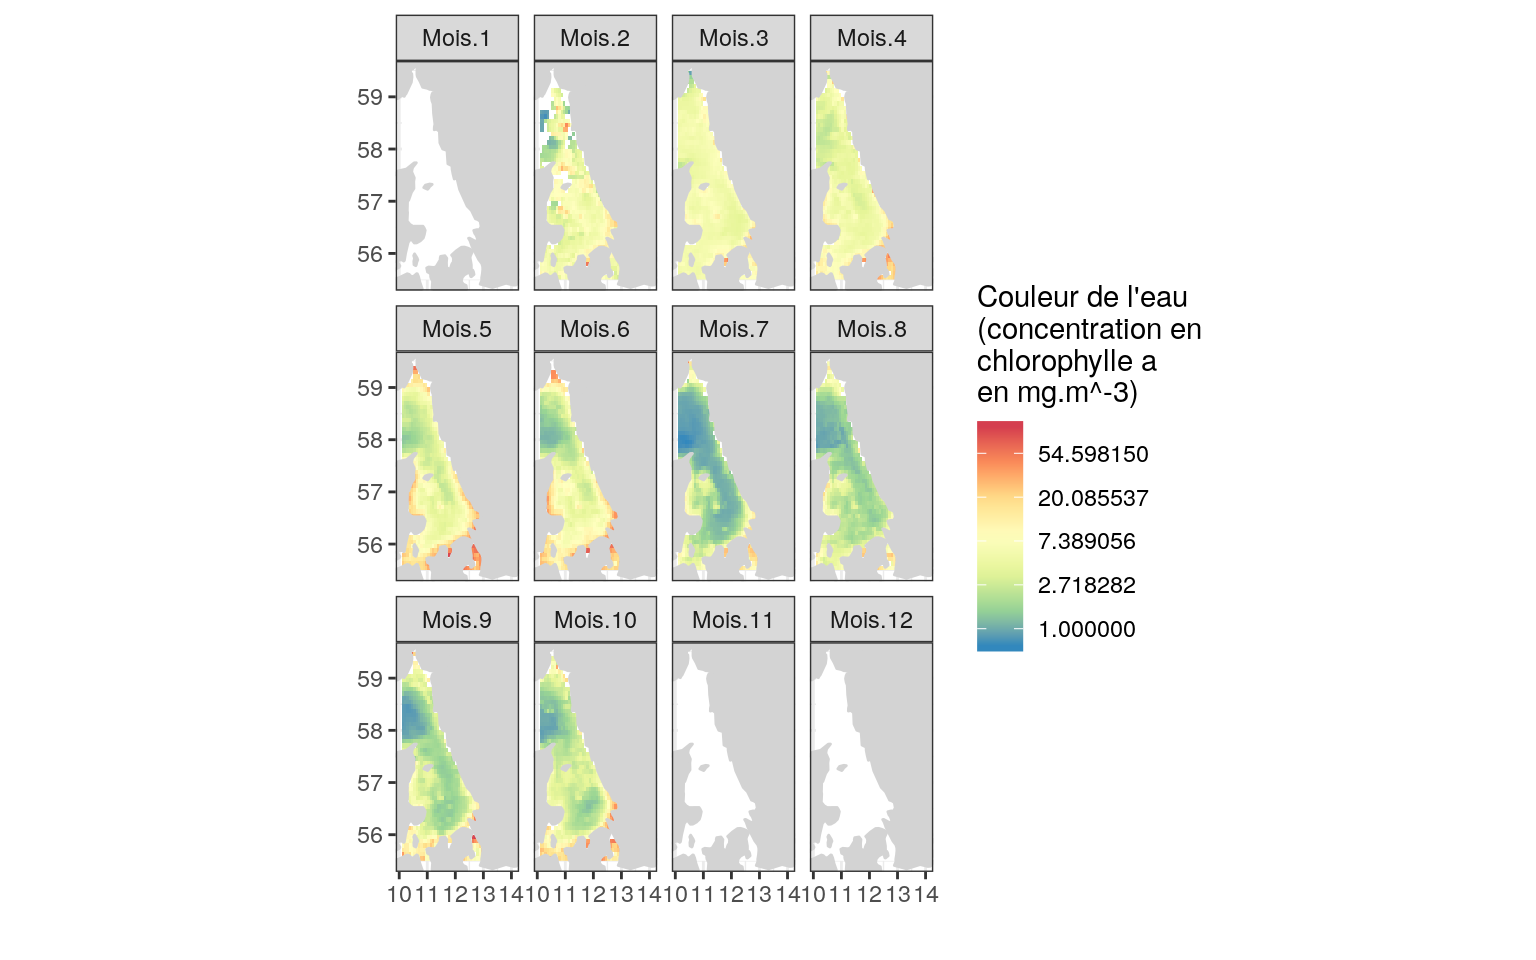 Mois.1 Mois.2 Mois.3 Mois.4
59
58
57
56
Mois.5 Mois.6 Mois.7 Mois.8
59
58
57
56
Mois.9 Mois.10 Mois.11 Mois.12
59
58
57
56
10 11 12 13 14 10 11 12 13 14 10 11 12 13 14 10 11 12 13 14
Couleur de l'eau
(concentration en
chlorophylle a
en mg.m^-3)
54.598150
20.085537
7.389056
2.718282
1.000000